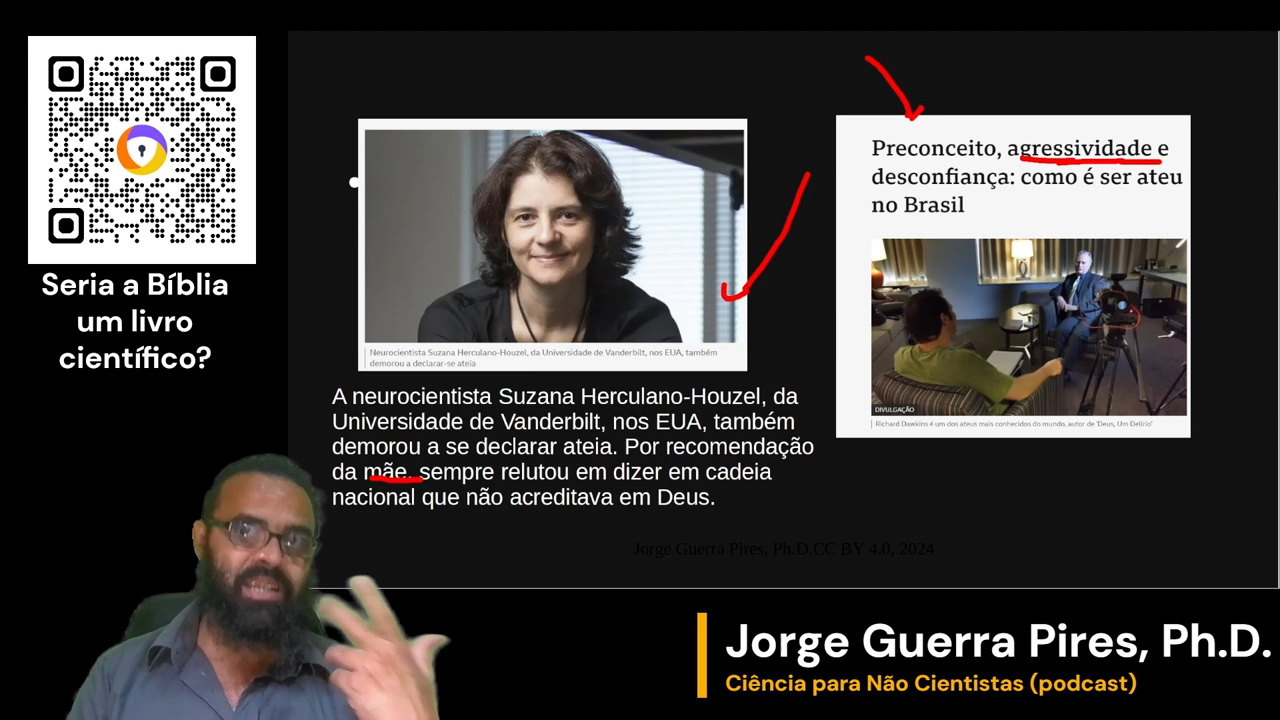 Seria a Bíblia
um livro
científico?
Neurocientista Suzana Herculano-Houzel, da Universidade de Vanderbilt, nos EUA, também
demorou a declarar-se ateia
A neurocientista Suzana Herculano-Houzel, da
Universidade de Vanderbilt, nos EUA, também
demorou a se declarar ateia. Por recomendação
da mãe, sempre relutou em dizer em cadeia
nacional que não acreditava em Deus.
Preconceito, agressividade e
desconfiança: como é ser ateu
no Brasil
DIVULGAÇÃO
Richard Dawkins é um dos ateus mais conhecidos do mundo, autor de 'Deus, Um Delírio'
Jorge Guerra Pires, Ph.D.CC BY 4.0, 2024
Jorge Guerra Pires, Ph.D.
Ciência para Não Cientistas (podcast)